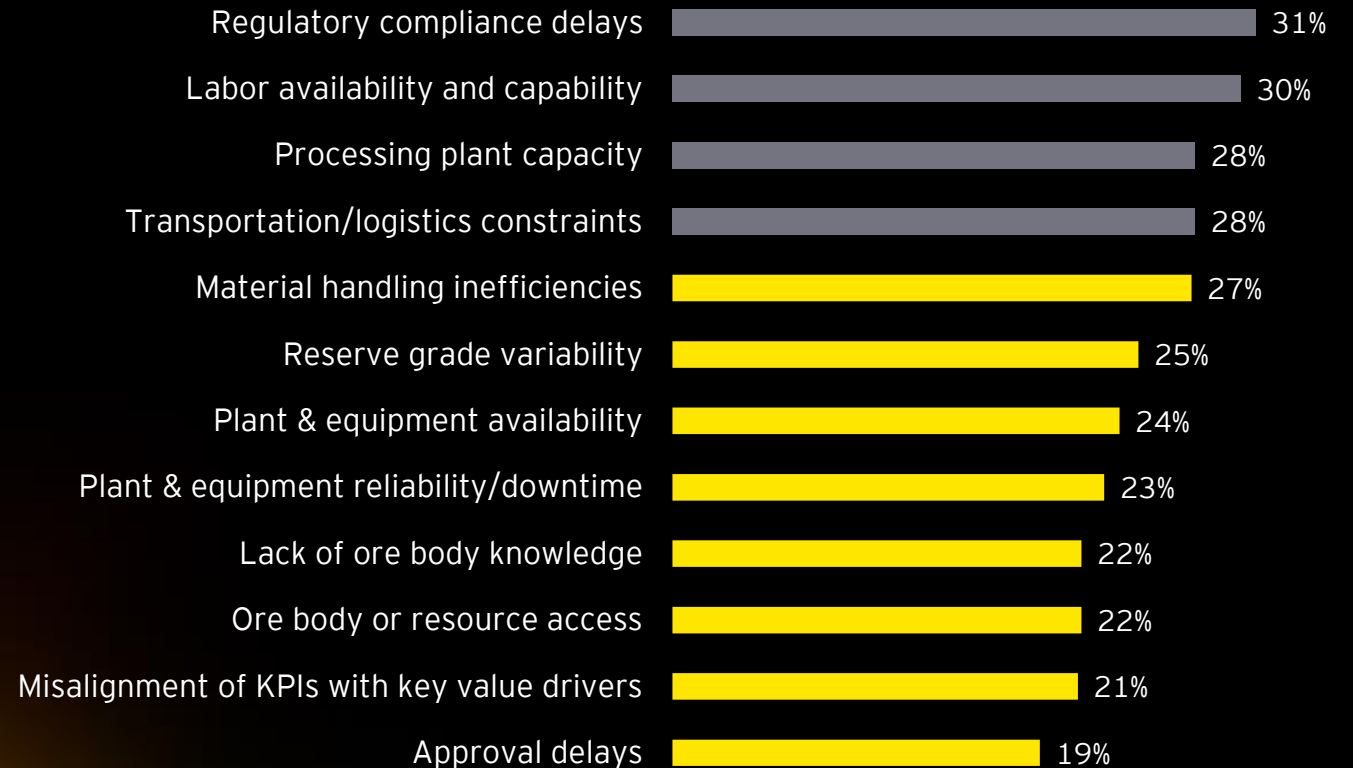 Regulatory compliance delays 31%
Labor availability and capability 30%
Processing plant capacity 28%
Transportation/logistics constraints 28%
Material handling inefficiencies 27%
Reserve grade variability 25%
Plant & equipment availability 24%
Plant & equipment reliability/downtime 23%
Lack of ore body knowledge 22%
Ore body or resource access 22%
Misalignment of KPIs with key value drivers 21%
Approval delays 19%